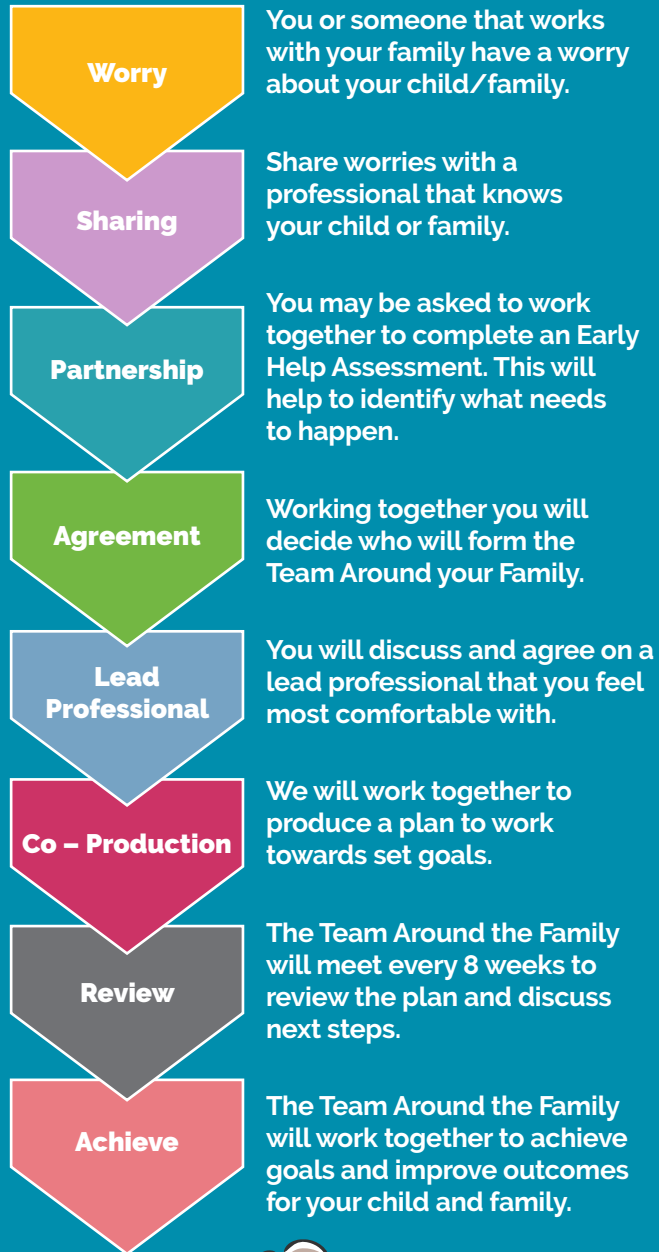 Worry
You or someone that works
with your family have a worry
about your child/family.
Sharing
Share worries with a
professional that knows
your child or family.
Partnership
You may be asked to work
together to complete an Early
Help Assessment. This will
help to identify what needs
to happen.
Agreement
Working together you will
decide who will form the
Team Around your Family.
Lead
Professional
You will discuss and agree on a
lead professional that you feel
most comfortable with.
Co – Production
We will work together to
produce a plan to work
towards set goals.
Review
The Team Around the Family
will meet every 8 weeks to
review the plan and discuss
next steps.
Achieve
The Team Around the Family
will work together to achieve
goals and improve outcomes
for your child and family.